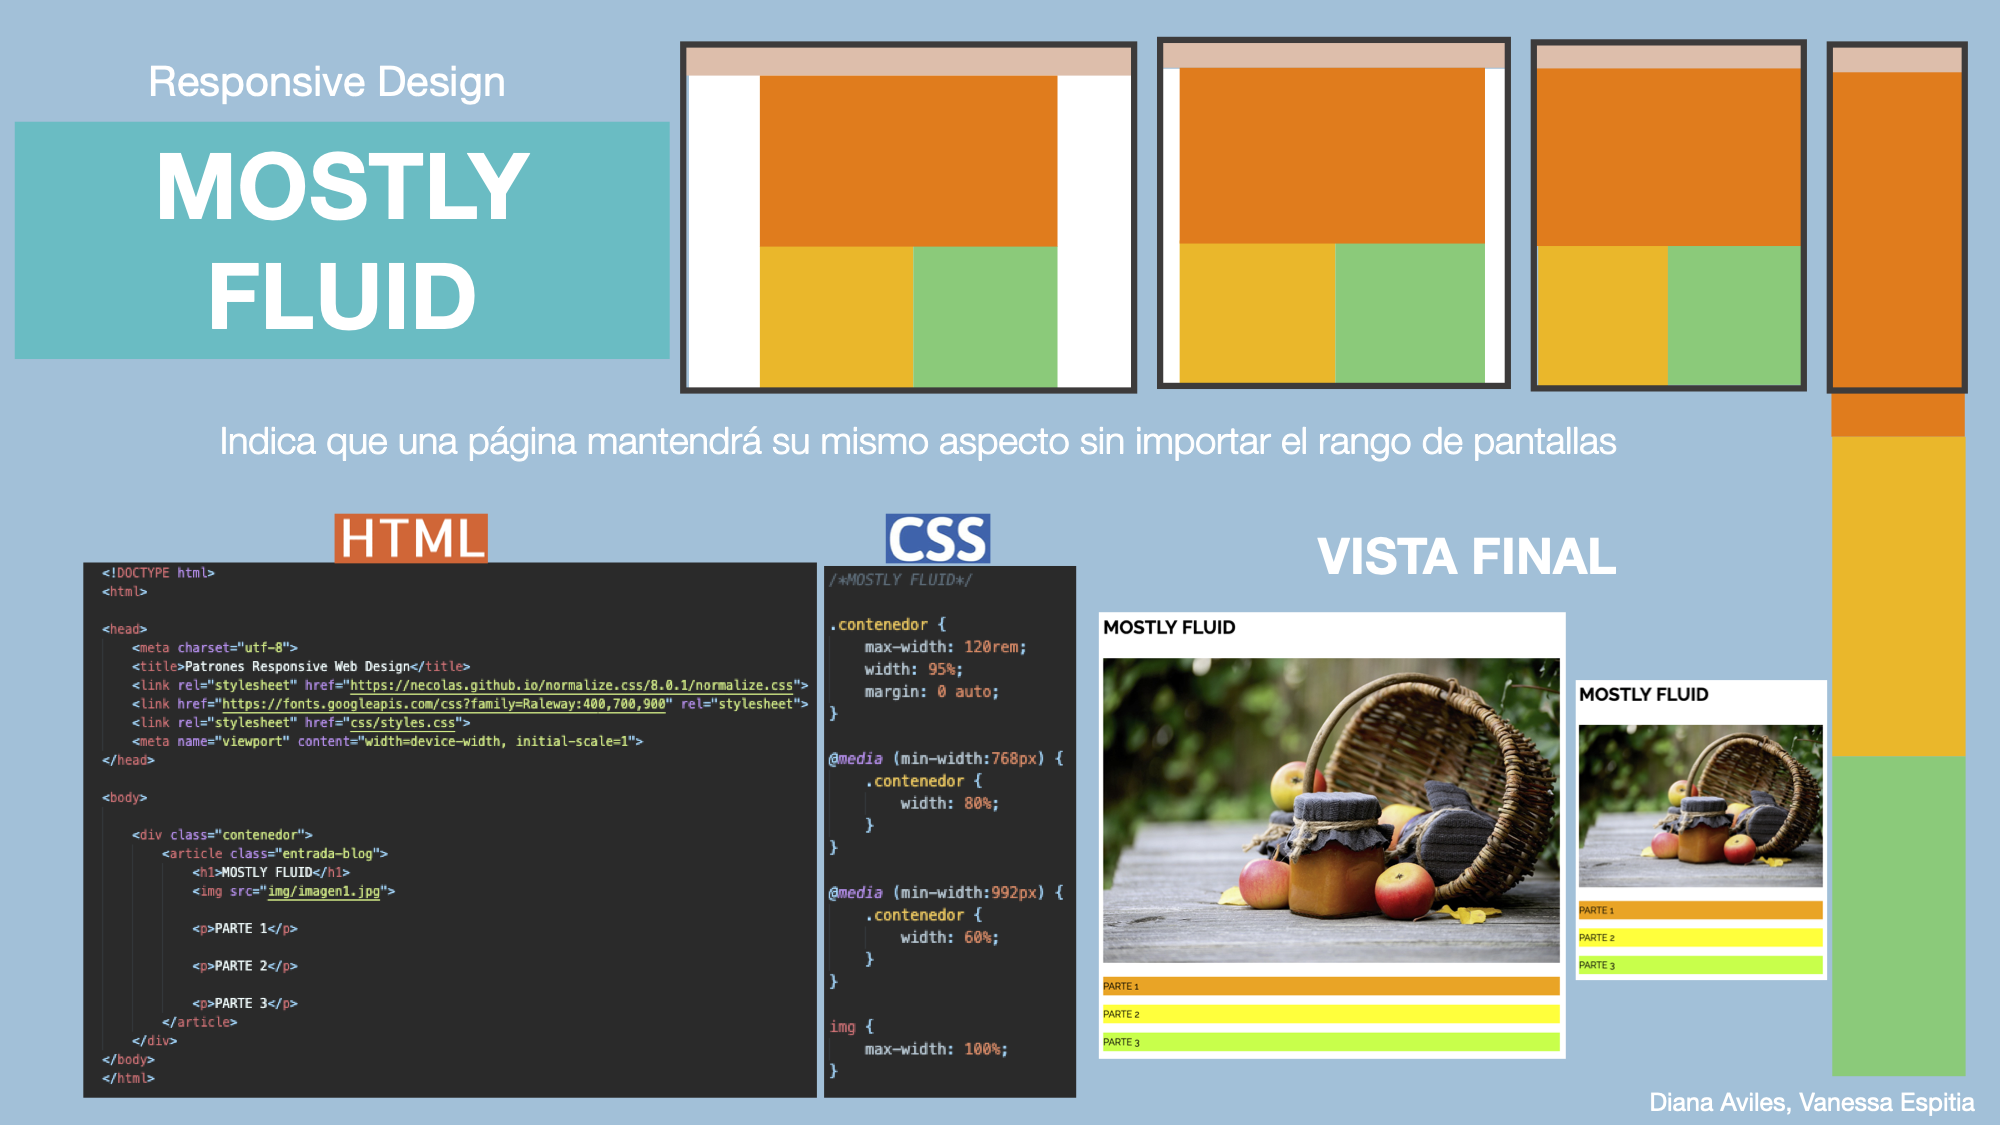 Responsive Design
MOSTLY
FLUID
Indica que una página mantendrá su mismo aspecto sin importar el rango de pantallas
HTML
<!DOCTYPE html>
<html>
<head>
<meta charset="utf-8">
<title>Patrones Responsive Web Design</title>
<link rel="stylesheet" href="https://necolas.github.io/normalize.css/8.0.1/normalize.css">
<link href="https://fonts.googleapis.com/css?family=Raleway:400,700,900" rel="stylesheet">
<link rel="stylesheet" href="css/styles.css">
<meta name="viewport" content="width=device-width, initial-scale=1">
</head>
<body>
<div class="contenedor">
<article class="entrada-blog">
<h1>MOSTLY FLUID</h1>
<img src="img/imagen1.jpg">
<p>PARTE 1</p>
<p>PARTE 2</p>
<p>PARTE 3</p>
</article>
</div>
</body>
</html>
CSS
/*MOSTLY FLUID*/
.contenedor {
max-width: 120rem;
width: 95%;
margin: 0 auto;
}
@media (min-width:768px) {
.contenedor {
width: 80%;
}
}
@media (min-width:992px) {
.contenedor {
width: 60%;
}
}
img {
max-width: 100%;
}
VISTA FINAL
MOSTLY FLUID
PARTE 1
PARTE 2
PARTE 3
MOSTLY FLUID
PARTE 1
PARTE 2
PARTE 3
Diana Aviles, Vanessa Espitia